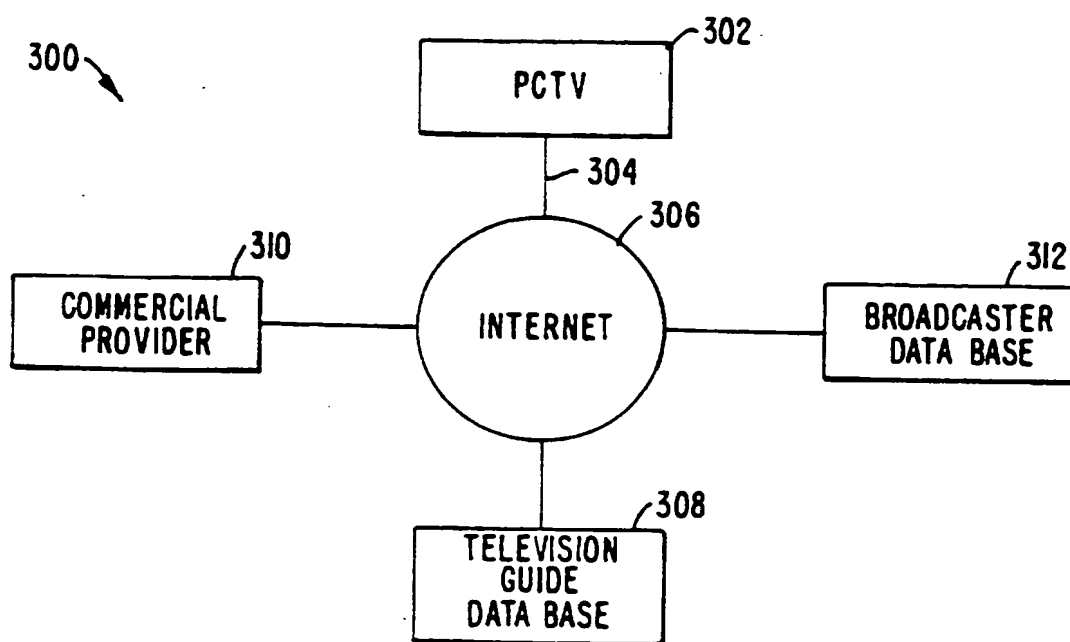 300
302
PCTV
304
306
310
COMMERCIAL
PROVIDER
INTERNET
312
BROADCASTER
DATA BASE
308
TELEVISION
GUIDE
DATA BASE